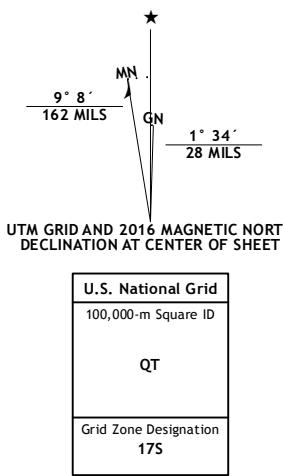 ★
MN
GN
9° 8´
162 MILS
1° 34´
28 MILS
UTM GRID AND 2016 MAGNETIC NORT
DECLINATION AT CENTER OF SHEET
U.S. National Grid
100,000-m Square ID
QT
Grid Zone Designation
17S